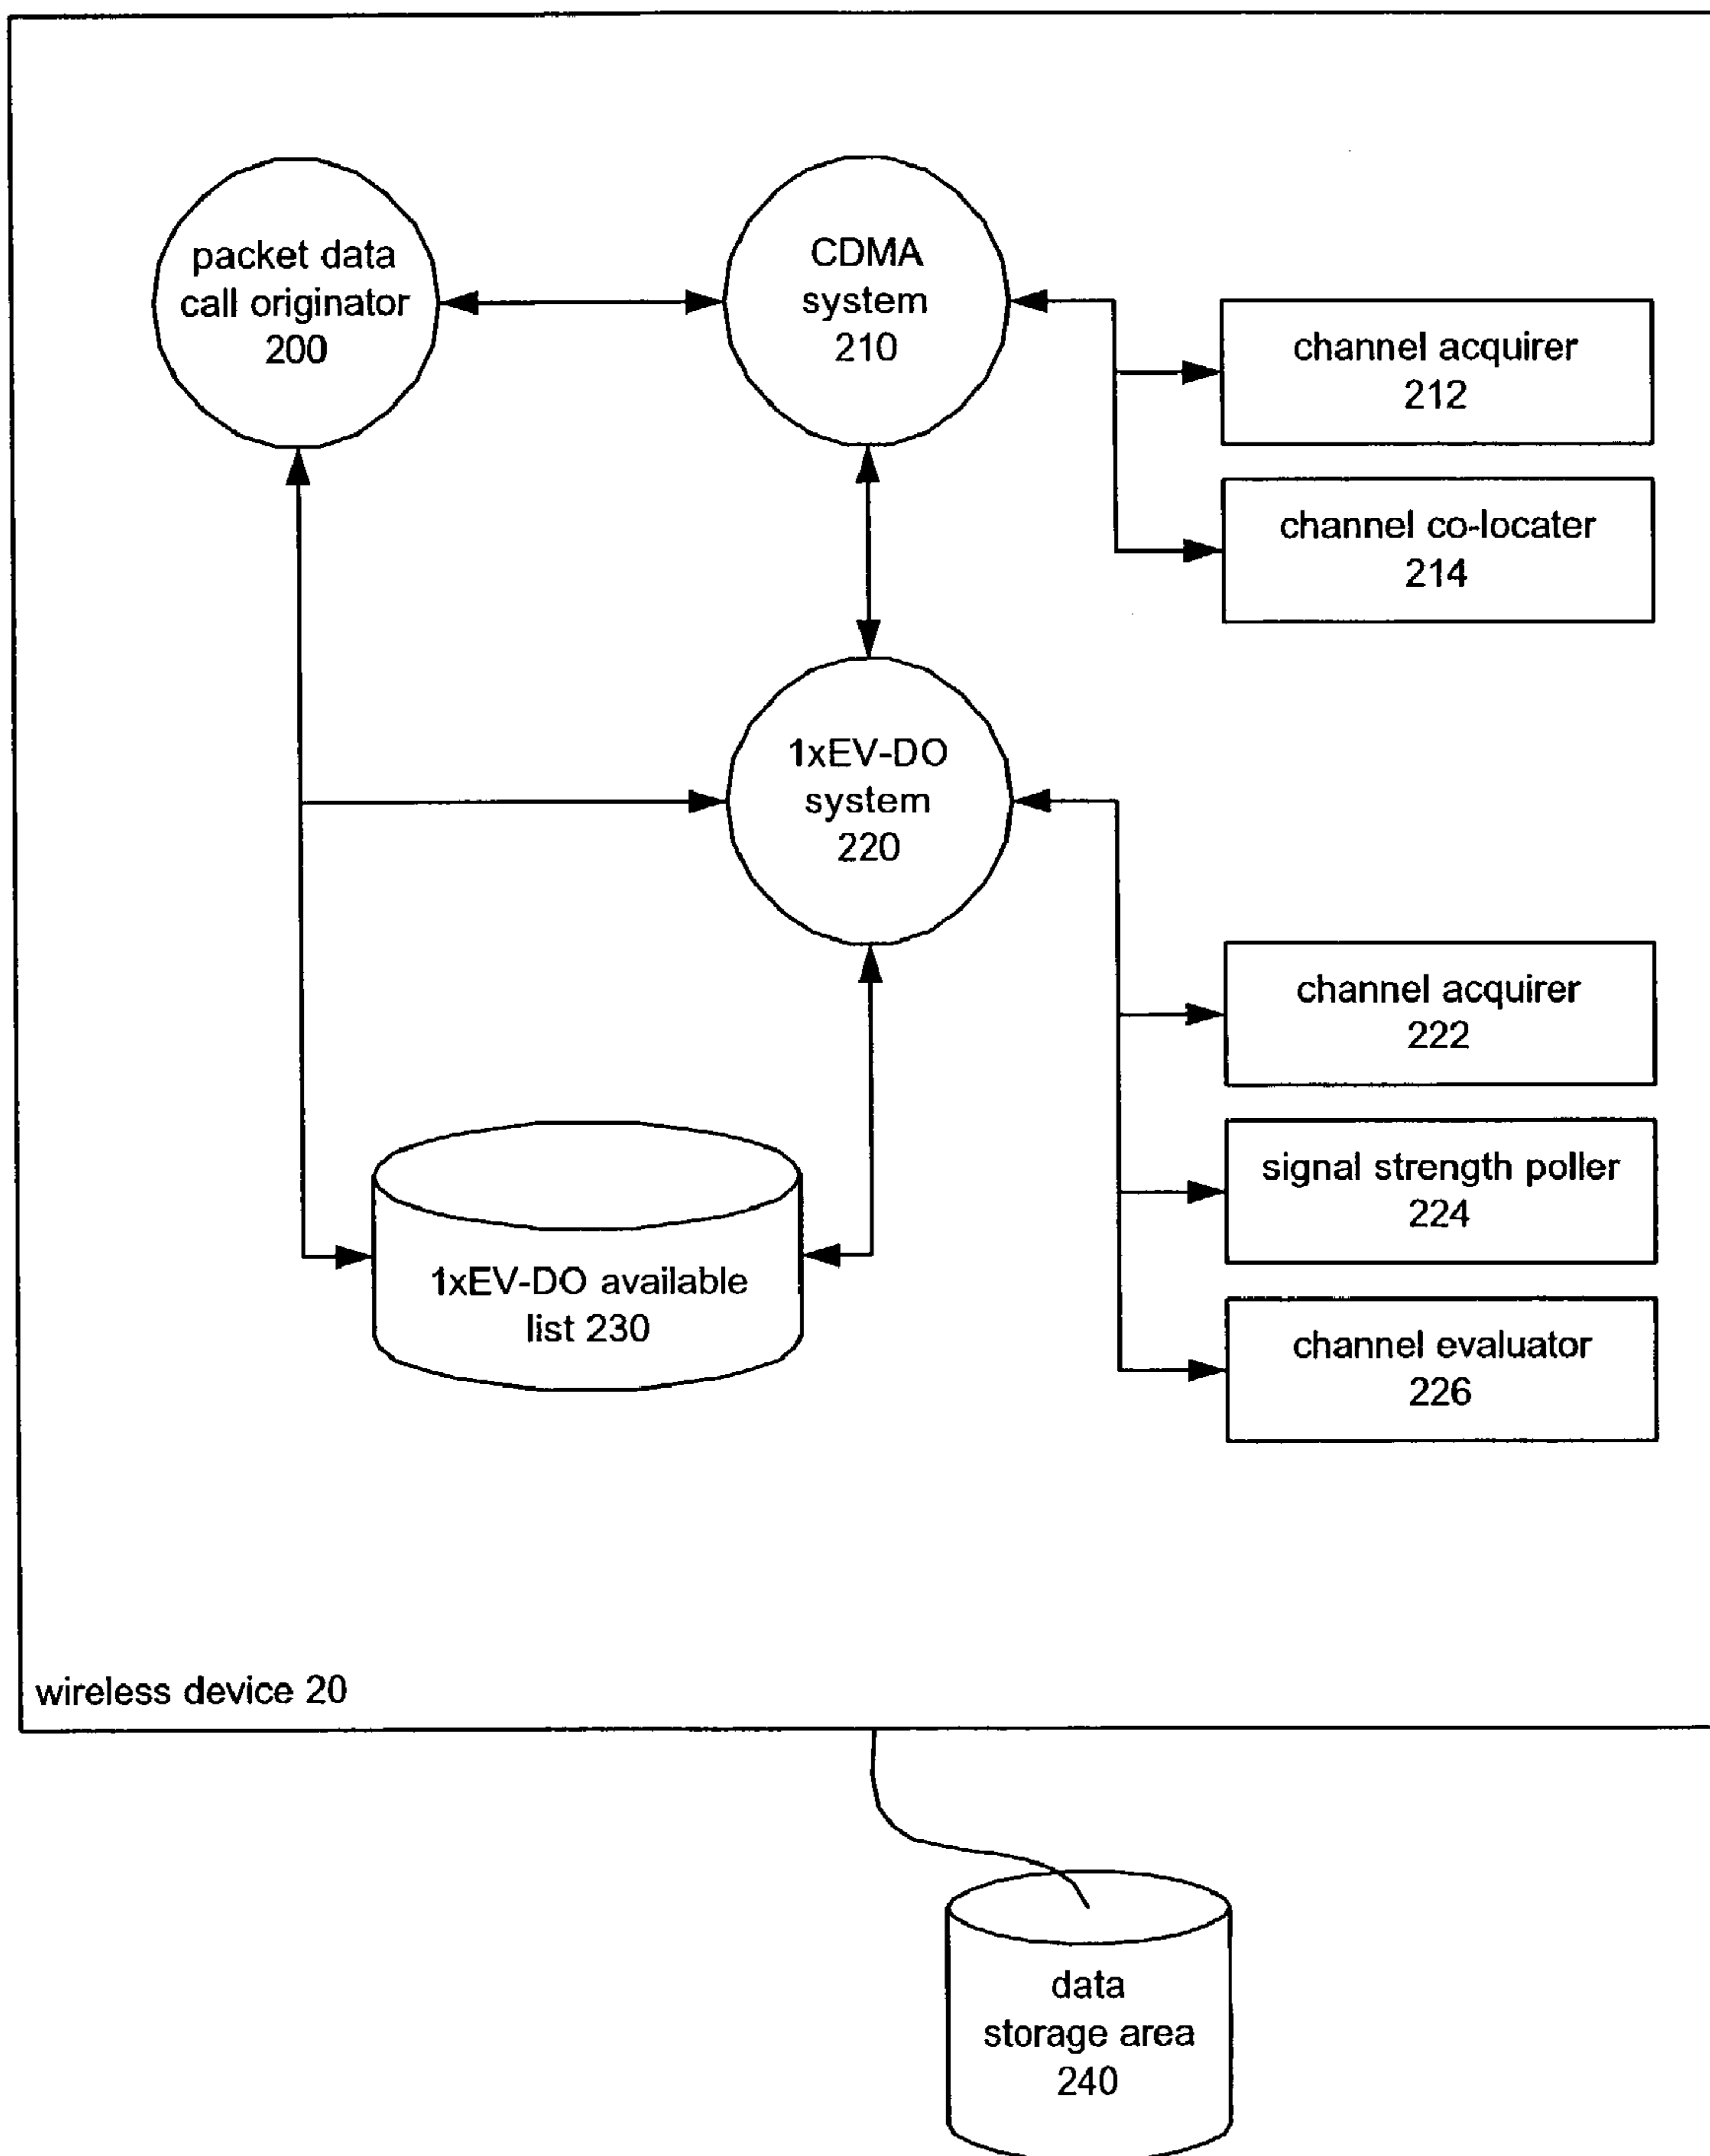 packet data
call originator
200
CDMA
system
210
channel acquirer
212
channel co-locater
214
1xEV-DO
system
220
channel acquirer
222
signal strength poller
224
1xEV-DO available
list 230
channel evaluator
226
wireless device 20
data
storage area
240